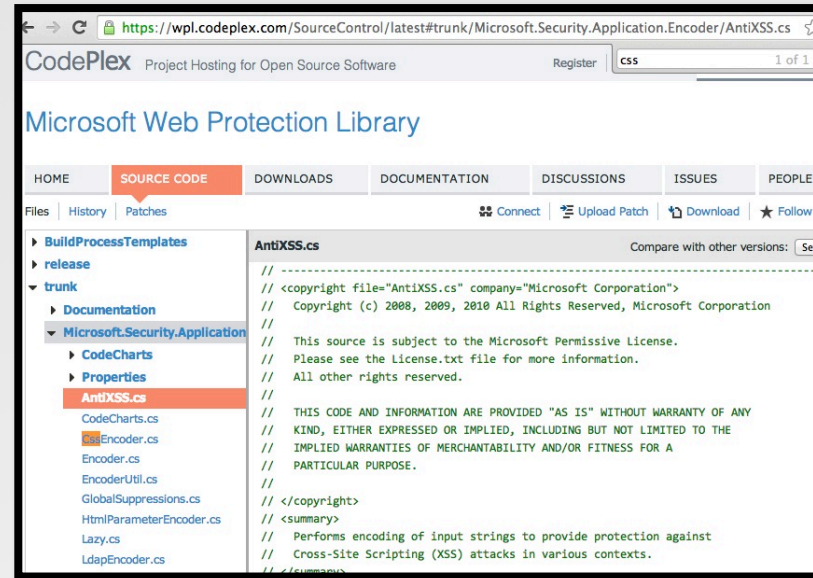 https://wpl.codeplex.com/SourceControl/latest#trunk/Microsoft.Security.Application.Encoder/AntiXSS.cs
CodePlex Project Hosting for Open Source Software
Register
css
1 of 1
Microsoft Web Protection Library
HOME SOURCE CODE DOWNLOADS DOCUMENTATION DISCUSSIONS ISSUES PEOPLE
Files History Patches
Connect Upload Patch Download Follow
BuildProcessTemplates
release
trunk
Documentation
Microsoft.Security.Application
CodeCharts
Properties
AntiXSS.cs
CodeCharts.cs
CssEncoder.cs
Encoder.cs
EncoderUtil.cs
GlobalSuppressions.cs
HtmlParameterEncoder.cs
Lazy.cs
LdapEncoder.cs
AntiXSS.cs
Compare with other versions:
// --------------------------------------------------------------------------------
// <copyright file="AntiXSS.cs" company="Microsoft Corporation">
//   Copyright (c) 2008, 2009, 2010 All Rights Reserved, Microsoft Corporation
//
//   This source is subject to the Microsoft Permissive License.
//   Please see the License.txt file for more information.
//   All other rights reserved.
//
//   THIS CODE AND INFORMATION ARE PROVIDED "AS IS" WITHOUT WARRANTY OF ANY
//   KIND, EITHER EXPRESSED OR IMPLIED, INCLUDING BUT NOT LIMITED TO THE
//   IMPLIED WARRANTIES OF MERCHANTABILITY AND/OR FITNESS FOR A
//   PARTICULAR PURPOSE.
//
// </copyright>
// <summary>
//   Performs encoding of input strings to provide protection against
//   Cross-Site Scripting (XSS) attacks in various contexts.
// </summary>